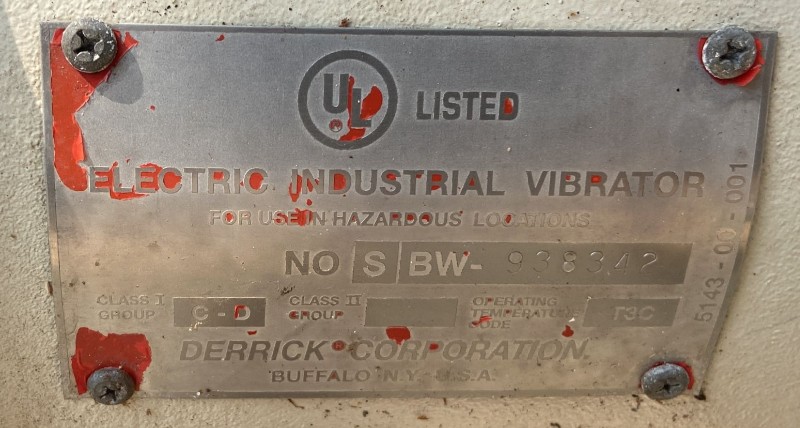 UL LISTED
ELECTRIC INDUSTRIAL VIBRATOR
FOR USE IN HAZARDOUS LOCATIONS
NO S BW- 938342
CLASS I GROUP C - D CLASS II GROUP OPERATING TEMPERATURE CODE T3C
DERRICK CORPORATION
BUFFALO N.Y. U.S.A.
5143-00-001